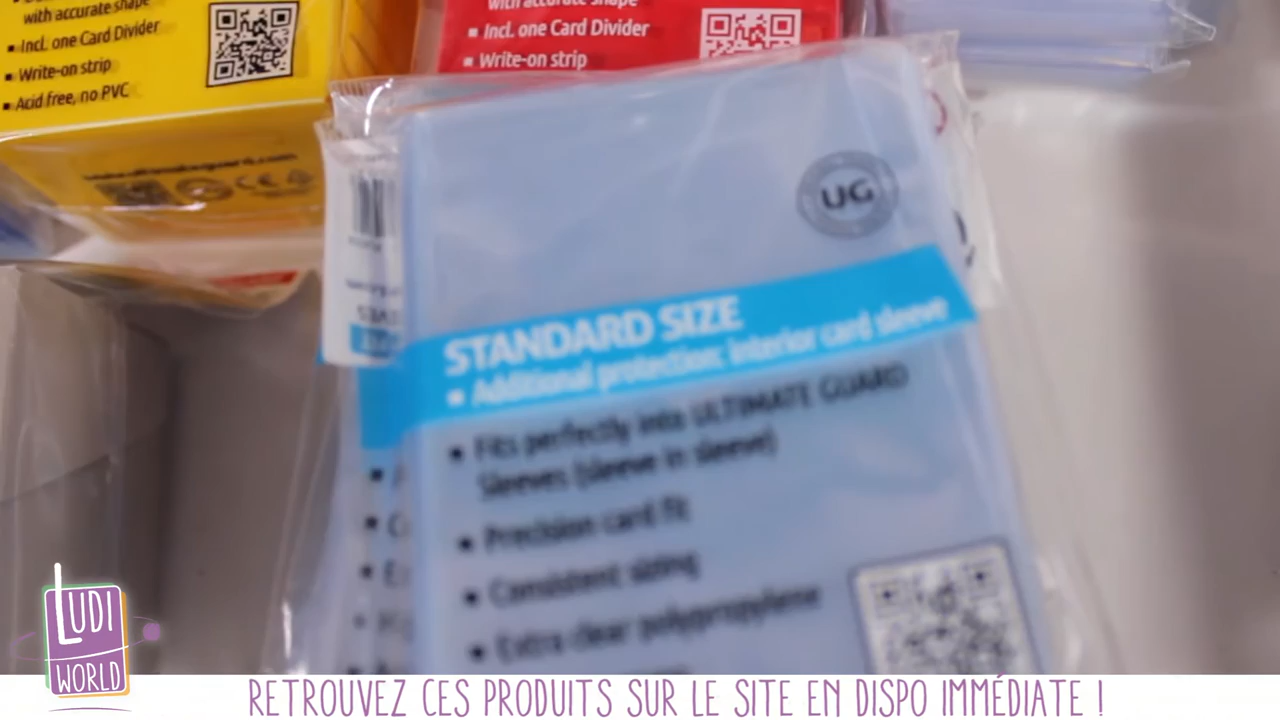 with accurate shape
▪ Incl. one Card Divider
▪ Write-on strip
▪ Acid free, no PVC
with accurate shape
▪ Incl. one Card Divider
▪ Write-on strip
UG
STANDARD SIZE
▪ Additional protection: interior card sleeve
▪ Fits perfectly into ULTIMATE GUARD
Sleeves (sleeve in sleeve)
▪ Precision card fit
▪ Consistent sizing
▪ Extra clear polypropylene
LUDI
WORLD
RETROUVEZ CES PRODUITS SUR LE SITE EN DISPO IMMÉDIATE !